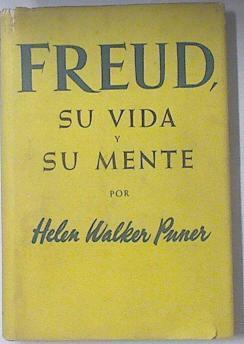 FREUD,
SU VIDA
Y
SU MENTE
POR
Helen Walker Puner